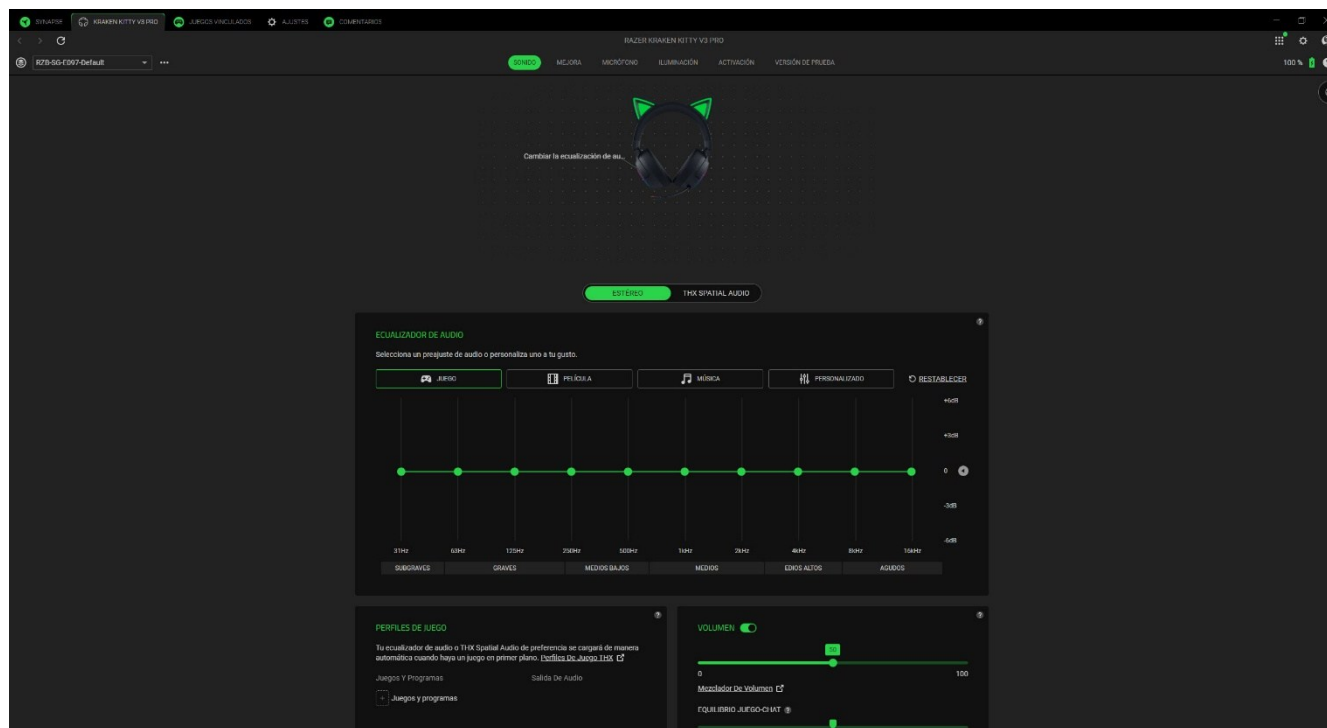 SYNAPSE KRAKEN KITTY V3 PRO JUEGOS VINCULADOS AJUSTES COMENTARIOS
RAZER KRAKEN KITTY V3 PRO
RZB-SG-E097-Default
SONIDO MEJORA MICRÓFONO ILUMINACIÓN ACTIVACIÓN VERSIÓN DE PRUEBA
100 %
Cambiar la ecualización de au...
ESTÉREO THX SPATIAL AUDIO
ECUALIZADOR DE AUDIO
Selecciona un preajuste de audio o personaliza uno a tu gusto.
JUEGO PELÍCULA MÚSICA PERSONALIZADO RESTABLECER
+6dB
+3dB
0
-3dB
-6dB
31Hz 63Hz 125Hz 250Hz 500Hz 1kHz 2kHz 4kHz 8kHz 16kHz
SUBGRAVES GRAVES MEDIOS BAJOS MEDIOS EDIOS ALTOS AGUDOS
PERFILES DE JUEGO
Tu ecualizador de audio o THX Spatial Audio de preferencia se cargará de manera
automática cuando haya un juego en primer plano. Perfiles De Juego THX
Juegos Y Programas Salida De Audio
+ Juegos y programas
VOLUMEN
50
0 100
Mezclador De Volumen
EQUILIBRIO JUEGO-CHAT